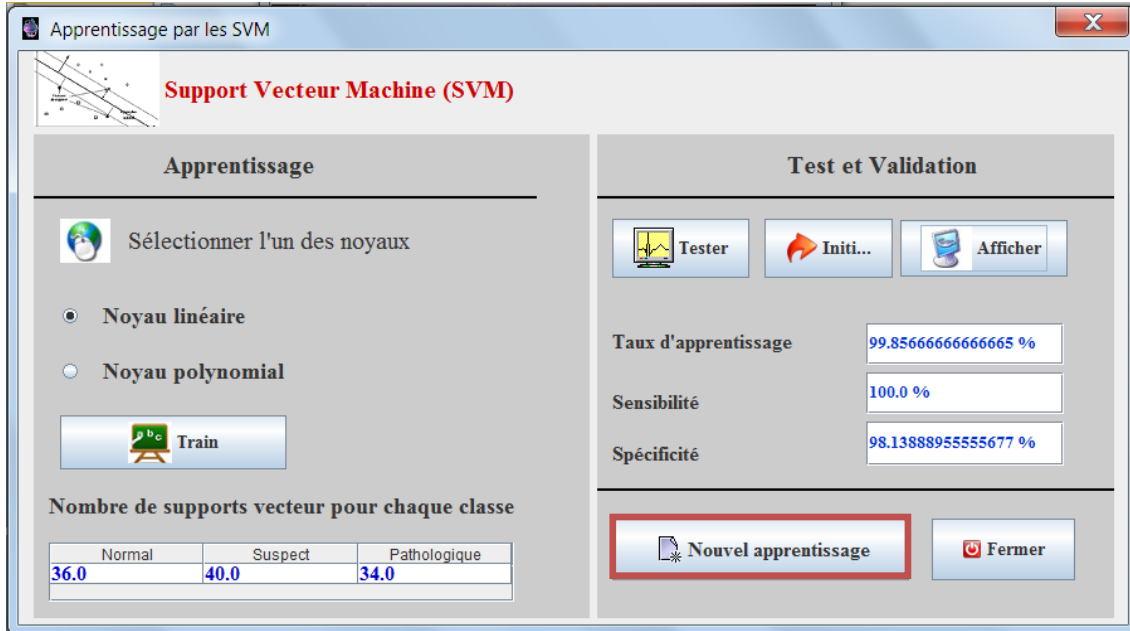 Apprentissage par les SVM
Support Vecteur Machine (SVM)
Apprentissage
Sélectionner l'un des noyaux
Noyau linéaire
Noyau polynomial
abc
Train
Nombre de supports vecteur pour chaque classe
Normal Suspect Pathologique
36.0 40.0 34.0
Test et Validation
Tester Initi... Afficher
Taux d'apprentissage 99.85666666666665 %
Sensibilité 100.0 %
Spécificité 98.13888955555677 %
Nouvel apprentissage Fermer